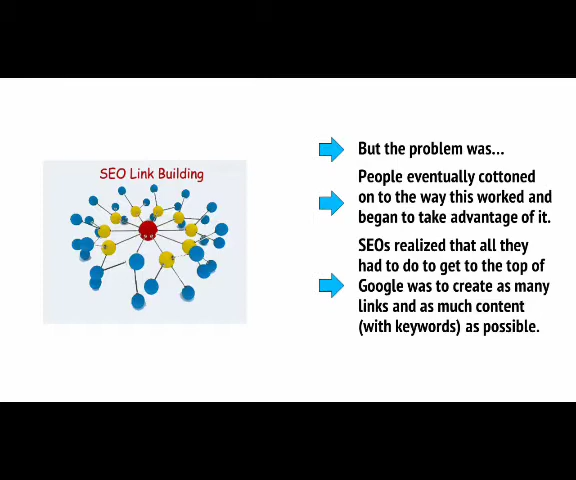 SEO Link Building
But the problem was...
People eventually cottoned
on to the way this worked and
began to take advantage of it.
SEOs realized that all they
had to do to get to the top of
Google was to create as many
links and as much content
(with keywords) as possible.